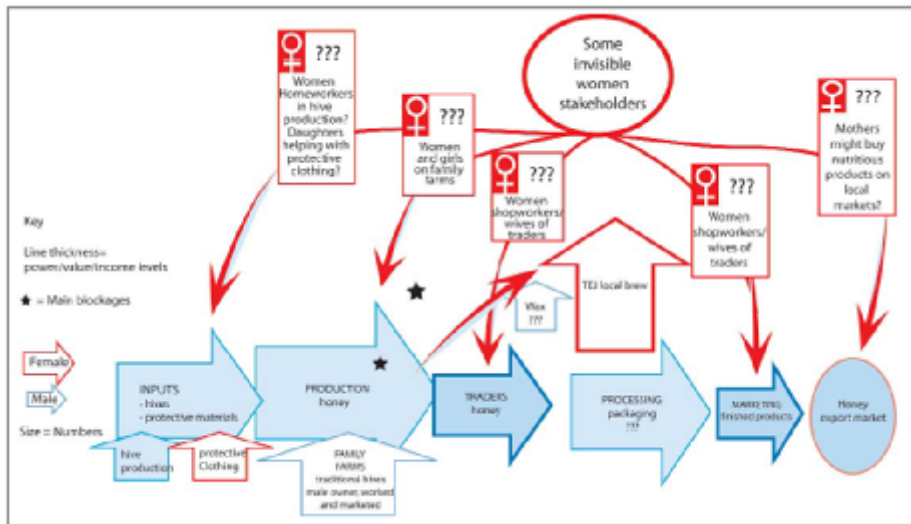 Some
invisible
women
stakeholders
???
Women
Homeworkers
in hive
production?
Daughters
helping with
protective
clothing?
???
Women
and girls
on family
farms
???
Women
shopworkers/
wives of
traders
???
Women
shopworkers/
wives of
traders
???
Mothers
might buy
nutritious
products on
local
markets?
Key
Line thickness=
power/value/income levels
★ = Main blockages
Female
Male
Size = Numbers
INPUTS
- hives
- protective materials
hive
production
protective
Clothing
PRODUCTION
honey
FAMILY
FARMS
traditional hives
male owner, worked
and marketed
TRADERS
honey
Wax
???
TEJ local brew
PROCESSING
packaging
???
MARKETING
finished products
Honey
export market